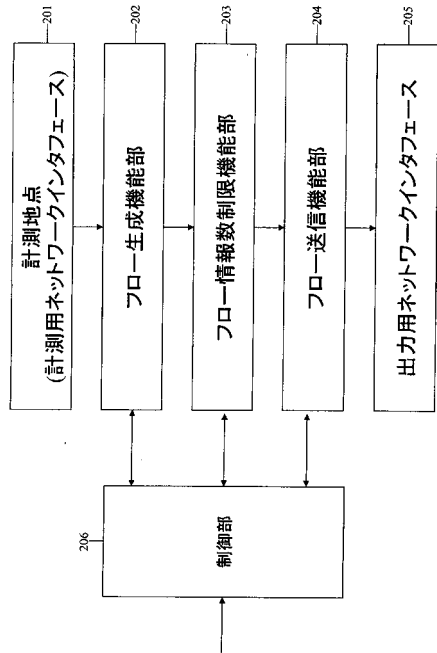 201
計測地点
(計測用ネットワークインタフェース)
202
フロー生成機能部
203
フロー情報数制限機能部
204
フロー送信機能部
205
出力用ネットワークインタフェース
206
制御部